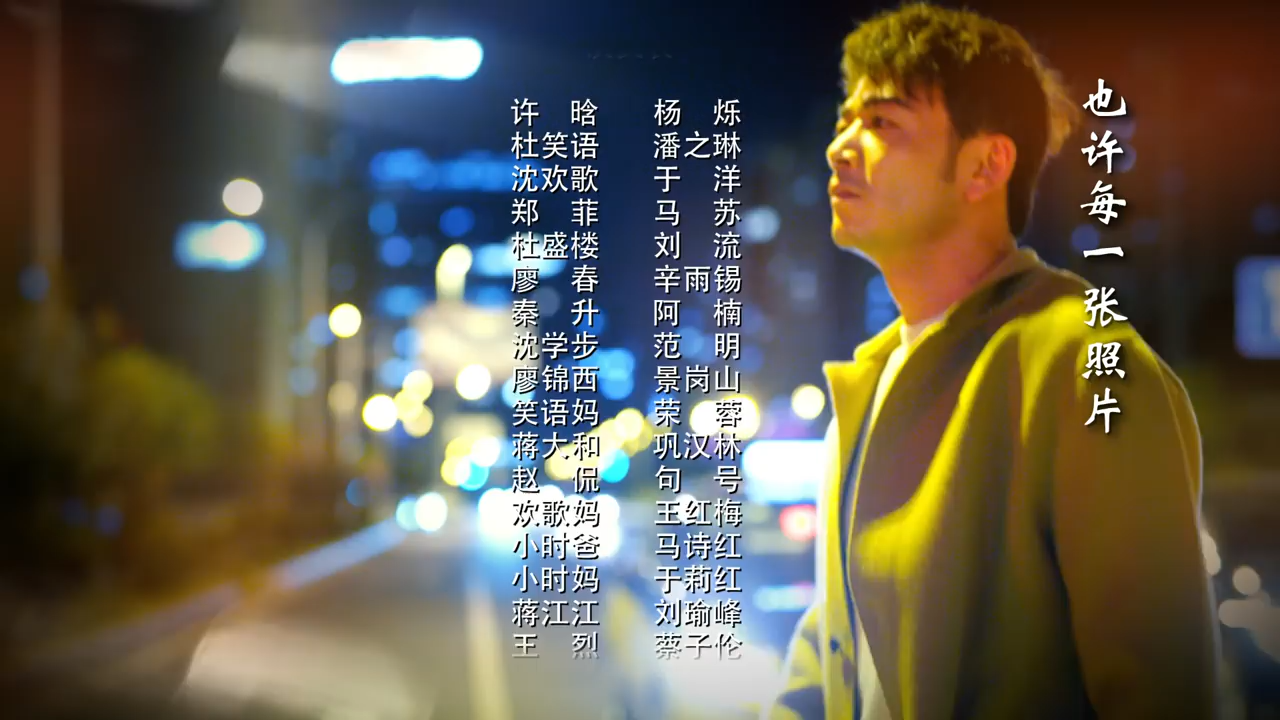 许晗 杨烁
杜笑语 潘之琳
沈欢歌 于洋
郑菲 马苏
杜盛楼 刘流
廖春 辛雨锡
秦升 阿楠
沈学步 范明
廖锦西 景岗山
笑语妈 荣蓉
蒋大和 巩汉林
赵侃 句号
欢歌妈 王红梅
小时爸 马诗红
小时妈 于莉红
蒋江江 刘瑜峰
王烈 蔡子伦
也许每一张照片